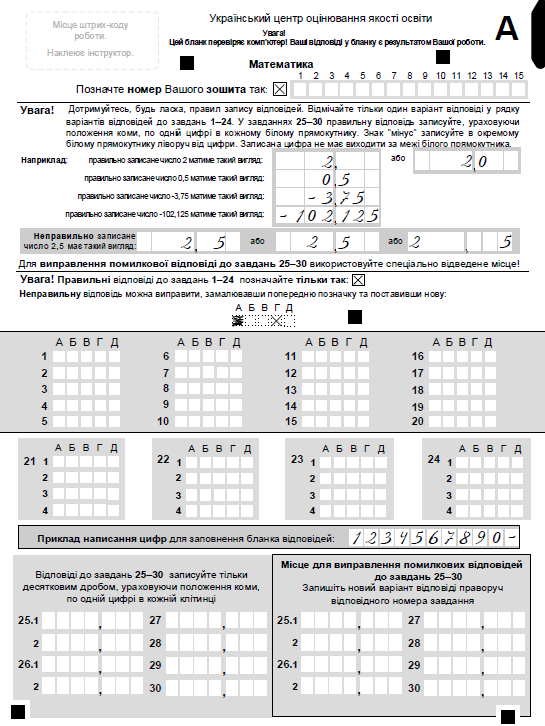 Місце штрих-коду
роботи.
Наклеює інструктор.
Український центр оцінювання якості освіти
Увага!
Цей бланк перевіряє комп'ютер! Ваші відповіді у бланку є результатом Вашої роботи.
А
Математика
1 2 3 4 5 6 7 8 9 10 11 12 13 14 15
Позначте номер Вашого зошита так:
Увага! Дотримуйтесь, будь ласка, правил запису відповідей. Відмічайте тільки один варіант відповіді у рядку
варіантів відповідей до завдань 1–24. У завданнях 25–30 правильну відповідь записуйте, ураховуючи
положення коми, по одній цифрі в кожному білому прямокутнику. Знак "мінус" записуйте в окремому
білому прямокутнику ліворуч від цифри. Записана цифра не має виходити за межі білого прямокутника.
Наприклад: правильно записане число 2 матиме такий вигляд: 2, або 2,0
правильно записане число 0,5 матиме такий вигляд: 0,5
правильно записане число -3,75 матиме такий вигляд: -3,75
правильно записане число -102,125 матиме такий вигляд: -102,125
Неправильно записане
число 2,5 має такий вигляд: 2,5 або 2,5 або 2,5
Для виправлення помилкової відповіді до завдань 25–30 використовуйте спеціально відведене місце!
Увага! Правильні відповіді до завдань 1–24 позначайте тільки так:
Неправильну відповідь можна виправити, замалювавши попередню позначку та поставивши нову:
А Б В Г Д
А Б В Г Д А Б В Г Д А Б В Г Д А Б В Г Д
1 6 11 16
2 7 12 17
3 8 13 18
4 9 14 19
5 10 15 20
А Б В Г Д А Б В Г Д А Б В Г Д А Б В Г Д
21 1 22 1 23 1 24 1
2 2 2 2
3 3 3 3
4 4 4 4
Приклад написання цифр для заповнення бланка відповідей: 1 2 3 4 5 6 7 8 9 0 -
Відповіді до завдань 25–30 записуйте тільки
десятковим дробом, ураховуючи положення коми,
по одній цифрі в кожній клітинці
25.1 , 27 ,
2 , 28 ,
26.1 , 29 ,
2 , 30 ,
Місце для виправлення помилкових відповідей
до завдань 25–30
Запишіть новий варіант відповіді праворуч
відповідного номера завдання
25.1 , 27 ,
2 , 28 ,
26.1 , 29 ,
2 , 30 ,